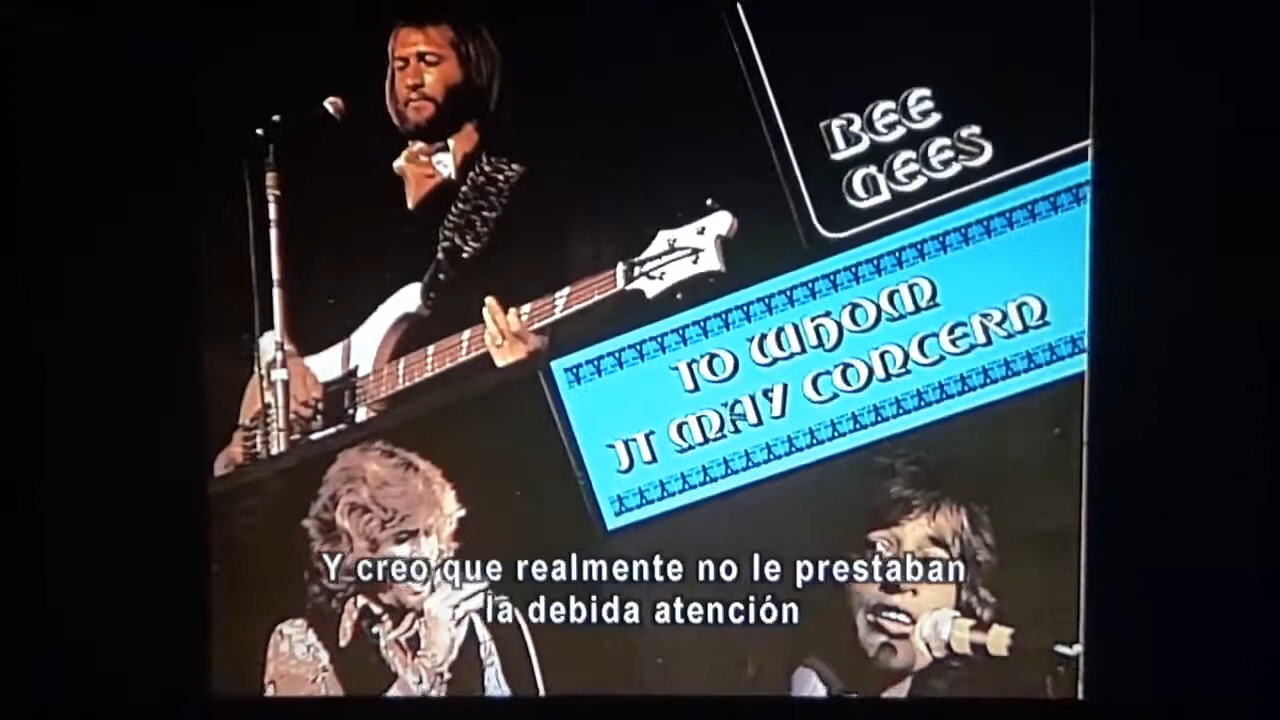 BEE
GEES
TO WHOM
IT MAY CONCERN
Y creo que realmente no le prestaban
la debida atención